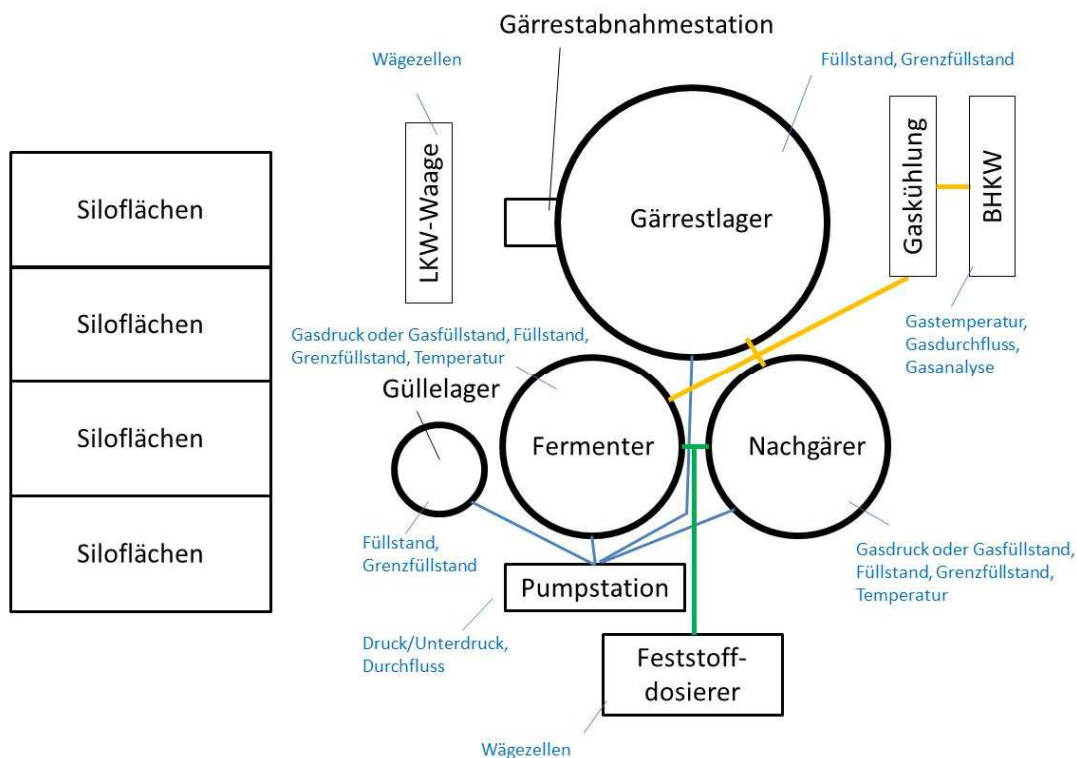 Gärrestabnahmestation
Wägezellen
Füllstand, Grenzfüllstand
LKW-Waage
Gaskühlung
BHKW
Siloflächen
Gärrestlager
Siloflächen
Gasdruck oder Gasfüllstand, Füllstand,
Grenzfüllstand, Temperatur
Gastemperatur,
Gasdurchfluss,
Gasanalyse
Güllelager
Siloflächen
Fermenter
Nachgärer
Siloflächen
Füllstand,
Grenzfüllstand
Gasdruck oder Gasfüllstand,
Füllstand, Grenzfüllstand,
Temperatur
Pumpstation
Druck/Unterdruck,
Durchfluss
Feststoff-
dosierer
Wägezellen